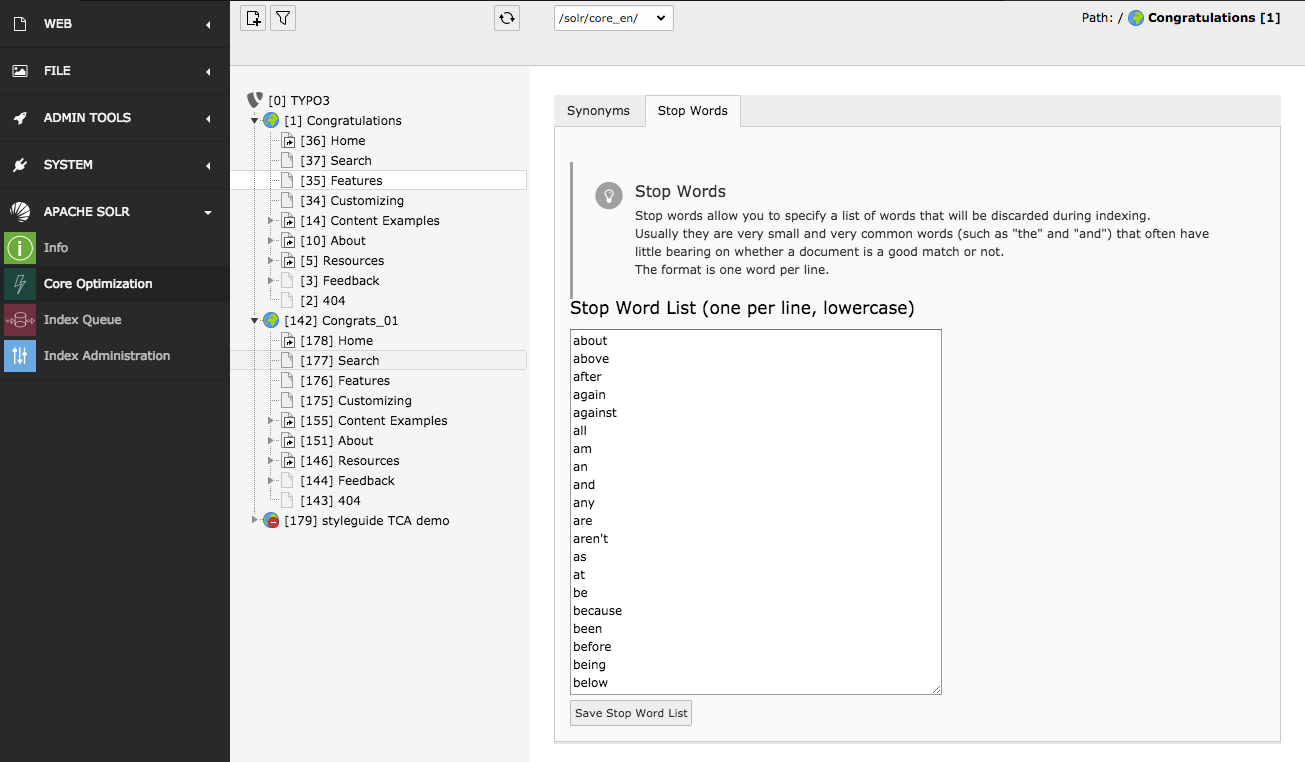 WEB
FILE
ADMIN TOOLS
SYSTEM
APACHE SOLR
Info
Core Optimization
Index Queue
Index Administration
[0] TYPO3
[1] Congratulations
[36] Home
[37] Search
[35] Features
[34] Customizing
[14] Content Examples
[10] About
[5] Resources
[3] Feedback
[2] 404
[142] Congrats_01
[178] Home
[177] Search
[176] Features
[175] Customizing
[155] Content Examples
[151] About
[146] Resources
[144] Feedback
[143] 404
[179] styleguide TCA demo
/solr/core_en/
Path: / Congratulations [1]
Synonyms
Stop Words
Stop Words
Stop words allow you to specify a list of words that will be discarded during indexing.
Usually they are very small and very common words (such as "the" and "and") that often have
little bearing on whether a document is a good match or not.
The format is one word per line.
Stop Word List (one per line, lowercase)
about
above
after
again
against
all
am
an
and
any
are
aren't
as
at
be
because
been
before
being
below
Save Stop Word List